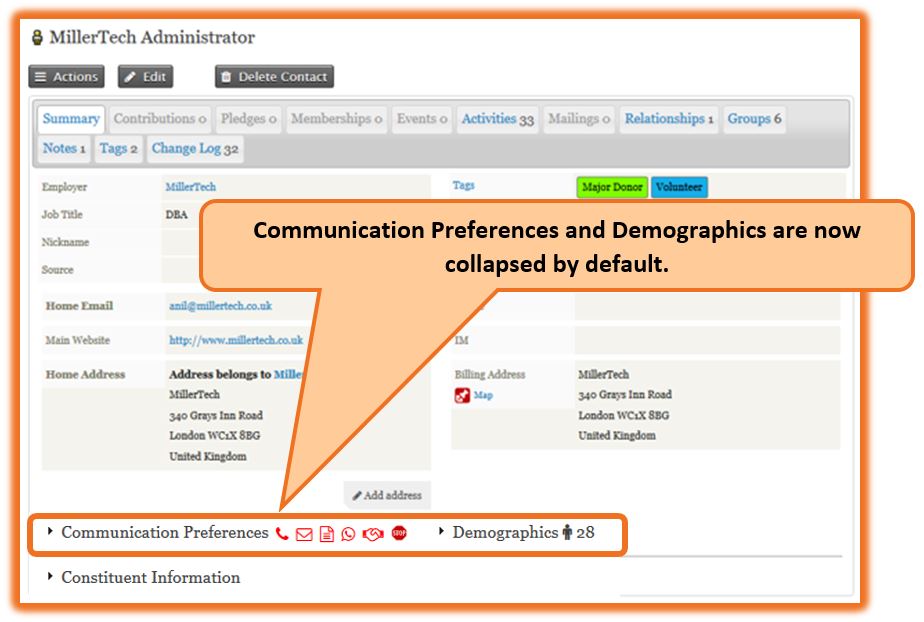 MillerTech Administrator
Actions Edit Delete Contact
Summary Contributions 0 Pledges 0 Memberships 0 Events 0 Activities 33 Mailings 0 Relationships 1 Groups 6
Notes 1 Tags 2 Change Log 32
Employer MillerTech Tags Major Donor Volunteer
Job Title DBA
Nickname
Source
Communication Preferences and Demographics are now
collapsed by default.
Home Email anil@millertech.co.uk
Main Website http://www.millertech.co.uk IM
Home Address Address belongs to Mille
MillerTech
340 Grays Inn Road
London WC1X 8BG
United Kingdom
Billing Address MillerTech
Map 340 Grays Inn Road
London WC1X 8BG
United Kingdom
Add address
Communication Preferences STOP Demographics 28
Constituent Information